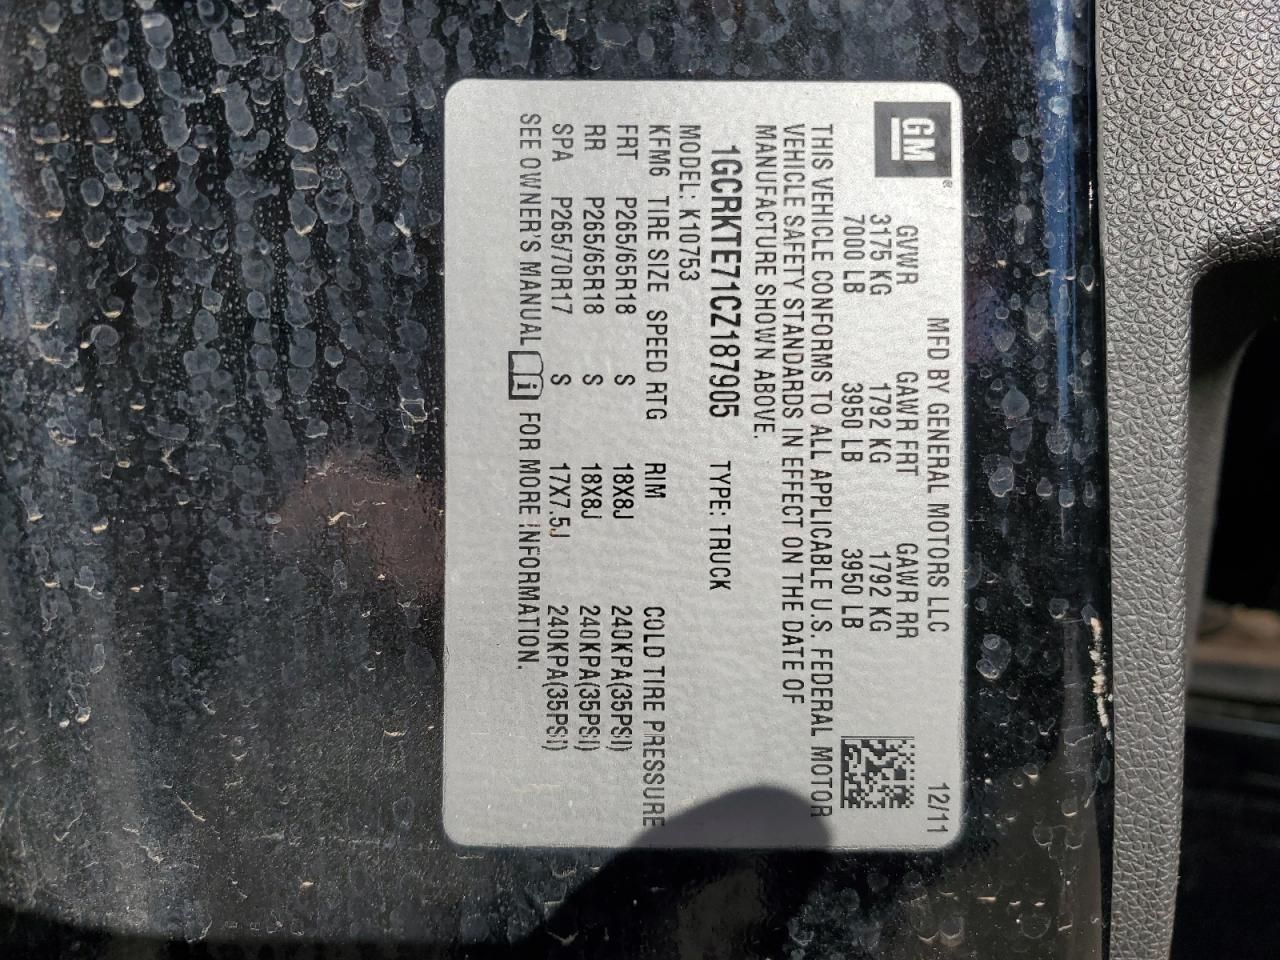 GM®
MFD BY GENERAL MOTORS LLC 12/11
GVWR GAWR FRT GAWR RR
3175 KG 1792 KG 1792 KG
7000 LB 3950 LB 3950 LB
THIS VEHICLE CONFORMS TO ALL APPLICABLE U.S. FEDERAL MOTOR
VEHICLE SAFETY STANDARDS IN EFFECT ON THE DATE OF
MANUFACTURE SHOWN ABOVE.
1GCRKTE71CZ187905 TYPE: TRUCK
MODEL: K10753
KFM6 TIRE SIZE SPEED RTG RIM COLD TIRE PRESSURE
FRT P265/65R18 S 18X8J 240KPA(35PSI)
RR P265/65R18 S 18X8J 240KPA(35PSI)
SPA P265/70R17 S 17X7.5J 240KPA(35PSI)
SEE OWNER'S MANUAL i FOR MORE INFORMATION.